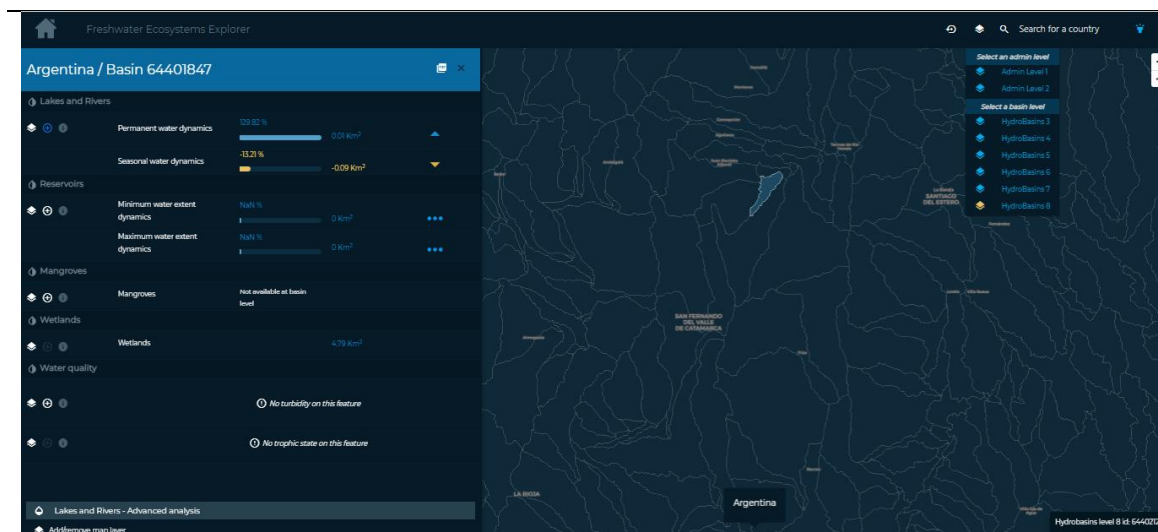 Freshwater Ecosystems Explorer
Search for a country
Argentina / Basin 64401847
Lakes and Rivers
Permanent water dynamics
129.82 %
0.01 Km²
Seasonal water dynamics
-13.21 %
-0.09 Km²
Reservoirs
Minimum water extent
dynamics
NaN %
0 Km²
Maximum water extent
dynamics
NaN %
0 Km²
Mangroves
Mangroves
Not available at basin
level
Wetlands
Wetlands
4.79 Km²
Water quality
No turbidity on this feature
No trophic state on this feature
Lakes and Rivers - Advanced analysis
Add/remove map layer
Select an admin level
Admin Level 1
Admin Level 2
Select a basin level
HydroBasins 3
HydroBasins 4
HydroBasins 5
HydroBasins 6
HydroBasins 7
HydroBasins 8
La Banda
SANTIAGO
DEL ESTERO
SAN FERNANDO
DEL VALLE
DE CATAMARCA
LA RIOJA
Argentina
Hydrobasins level 8 id: